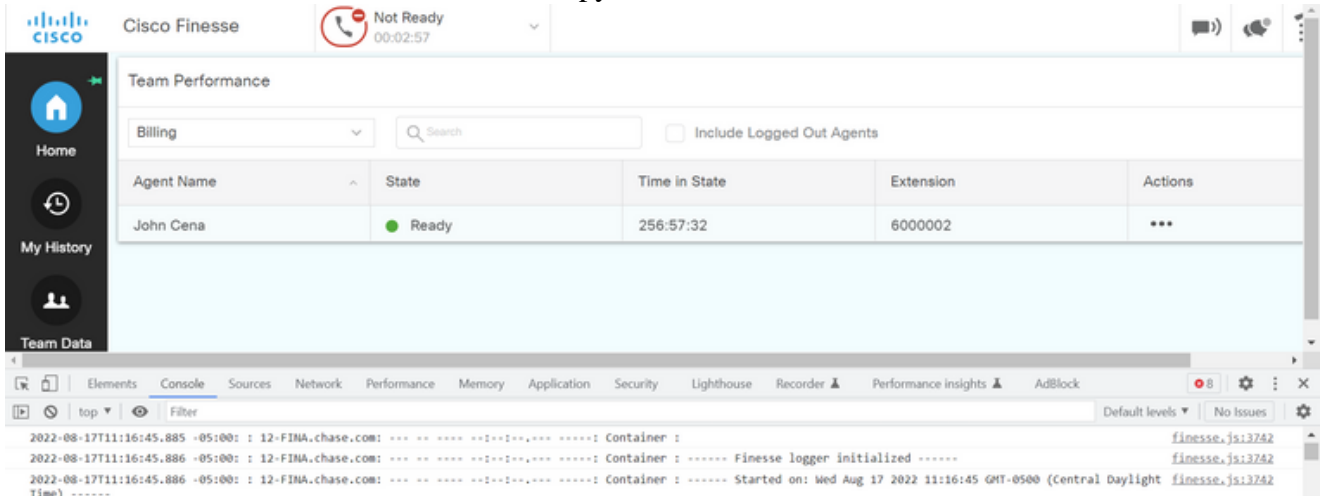 CISCO
Cisco Finesse
Not Ready
00:02:57
Team Performance
Home
Billing
Search
Include Logged Out Agents
Agent Name State Time in State Extension Actions
John Cena Ready 256:57:32 6000002
My History
Team Data
Elements Console Sources Network Performance Memory Application Security Lighthouse Recorder Performance insights AdBlock 8
top Filter Default levels No Issues
2022-08-17T11:16:45.885 -05:00: : 12-FINA.chase.com: --- -- ---- --:--:--.--- -----: Container : finesse.js:3742
2022-08-17T11:16:45.886 -05:00: : 12-FINA.chase.com: --- -- ---- --:--:--.--- -----: Container : ------ Finesse logger initialized ------ finesse.js:3742
2022-08-17T11:16:45.886 -05:00: : 12-FINA.chase.com: --- -- ---- --:--:--.--- -----: Container : ------ Started on: Wed Aug 17 2022 11:16:45 GMT-0500 (Central Daylight finesse.js:3742
Time) ------